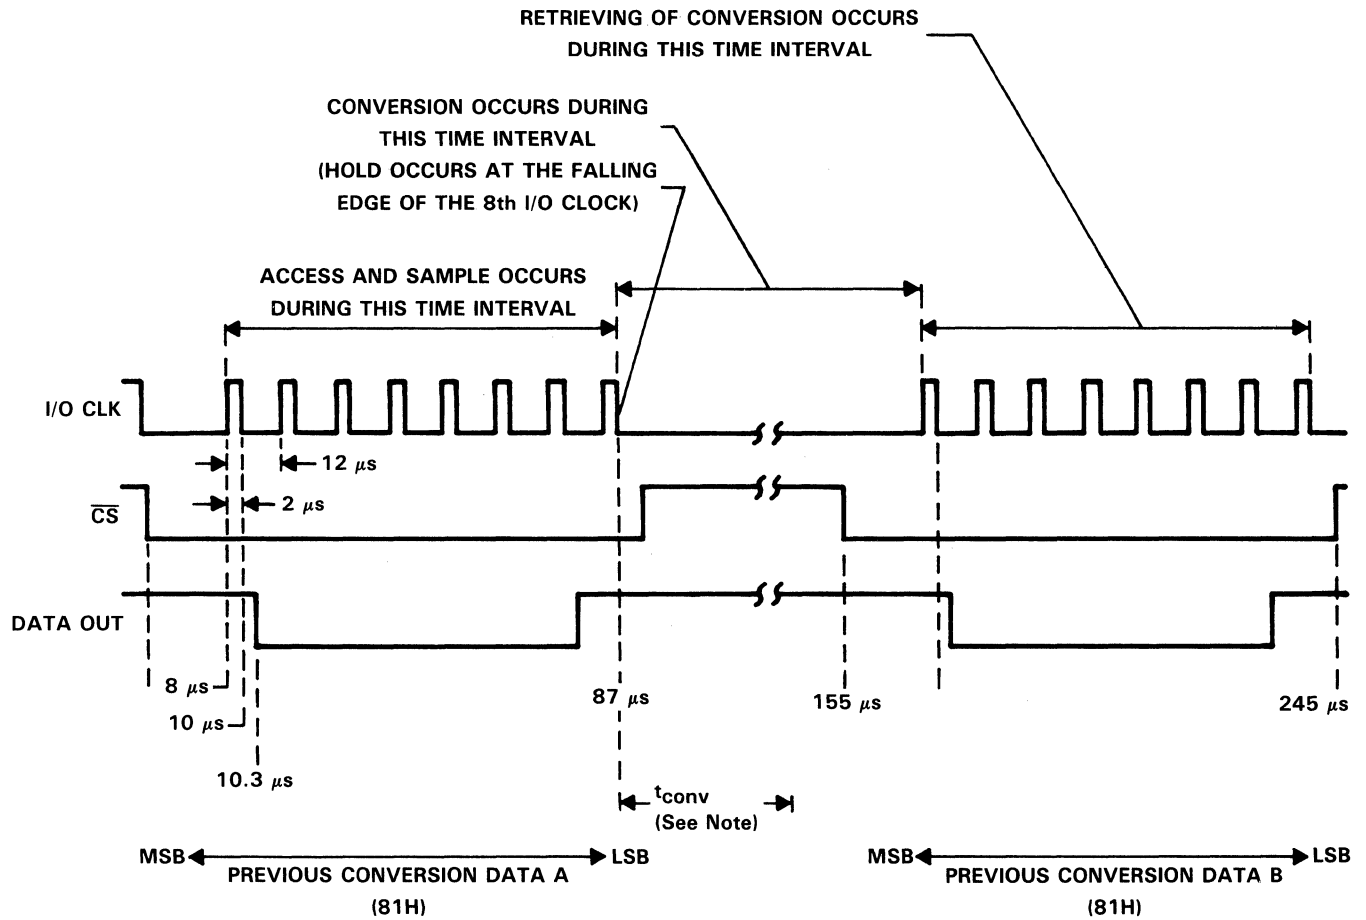 RETRIEVING OF CONVERSION OCCURS
DURING THIS TIME INTERVAL
CONVERSION OCCURS DURING
THIS TIME INTERVAL
(HOLD OCCURS AT THE FALLING
EDGE OF THE 8th I/O CLOCK)
ACCESS AND SAMPLE OCCURS
DURING THIS TIME INTERVAL
I/O CLK
12 μs
CS
2 μs
DATA OUT
8 μs
87 μs
155 μs
245 μs
10 μs
10.3 μs
tconv
(See Note)
MSB
LSB
PREVIOUS CONVERSION DATA A
(81H)
MSB
LSB
PREVIOUS CONVERSION DATA B
(81H)